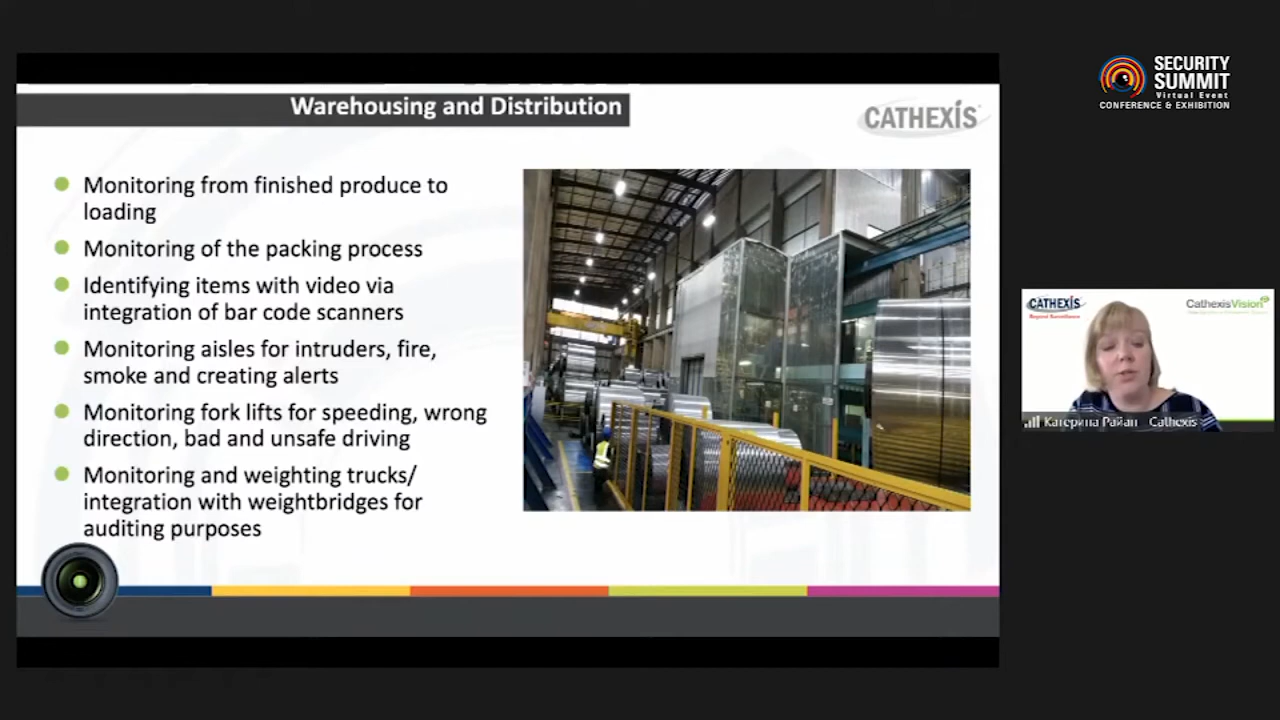 SECURITY
SUMMIT
Virtual Event
CONFERENCE & EXHIBITION
Warehousing and Distribution
CATHEXIS
Monitoring from finished produce to
loading
Monitoring of the packing process
Identifying items with video via
integration of bar code scanners
Monitoring aisles for intruders, fire,
smoke and creating alerts
Monitoring fork lifts for speeding, wrong
direction, bad and unsafe driving
Monitoring and weighting trucks/
integration with weightbridges for
auditing purposes
CATHEXIS
Beyond Surveillance
CathexisVision
Катерина Райан - Cathexis